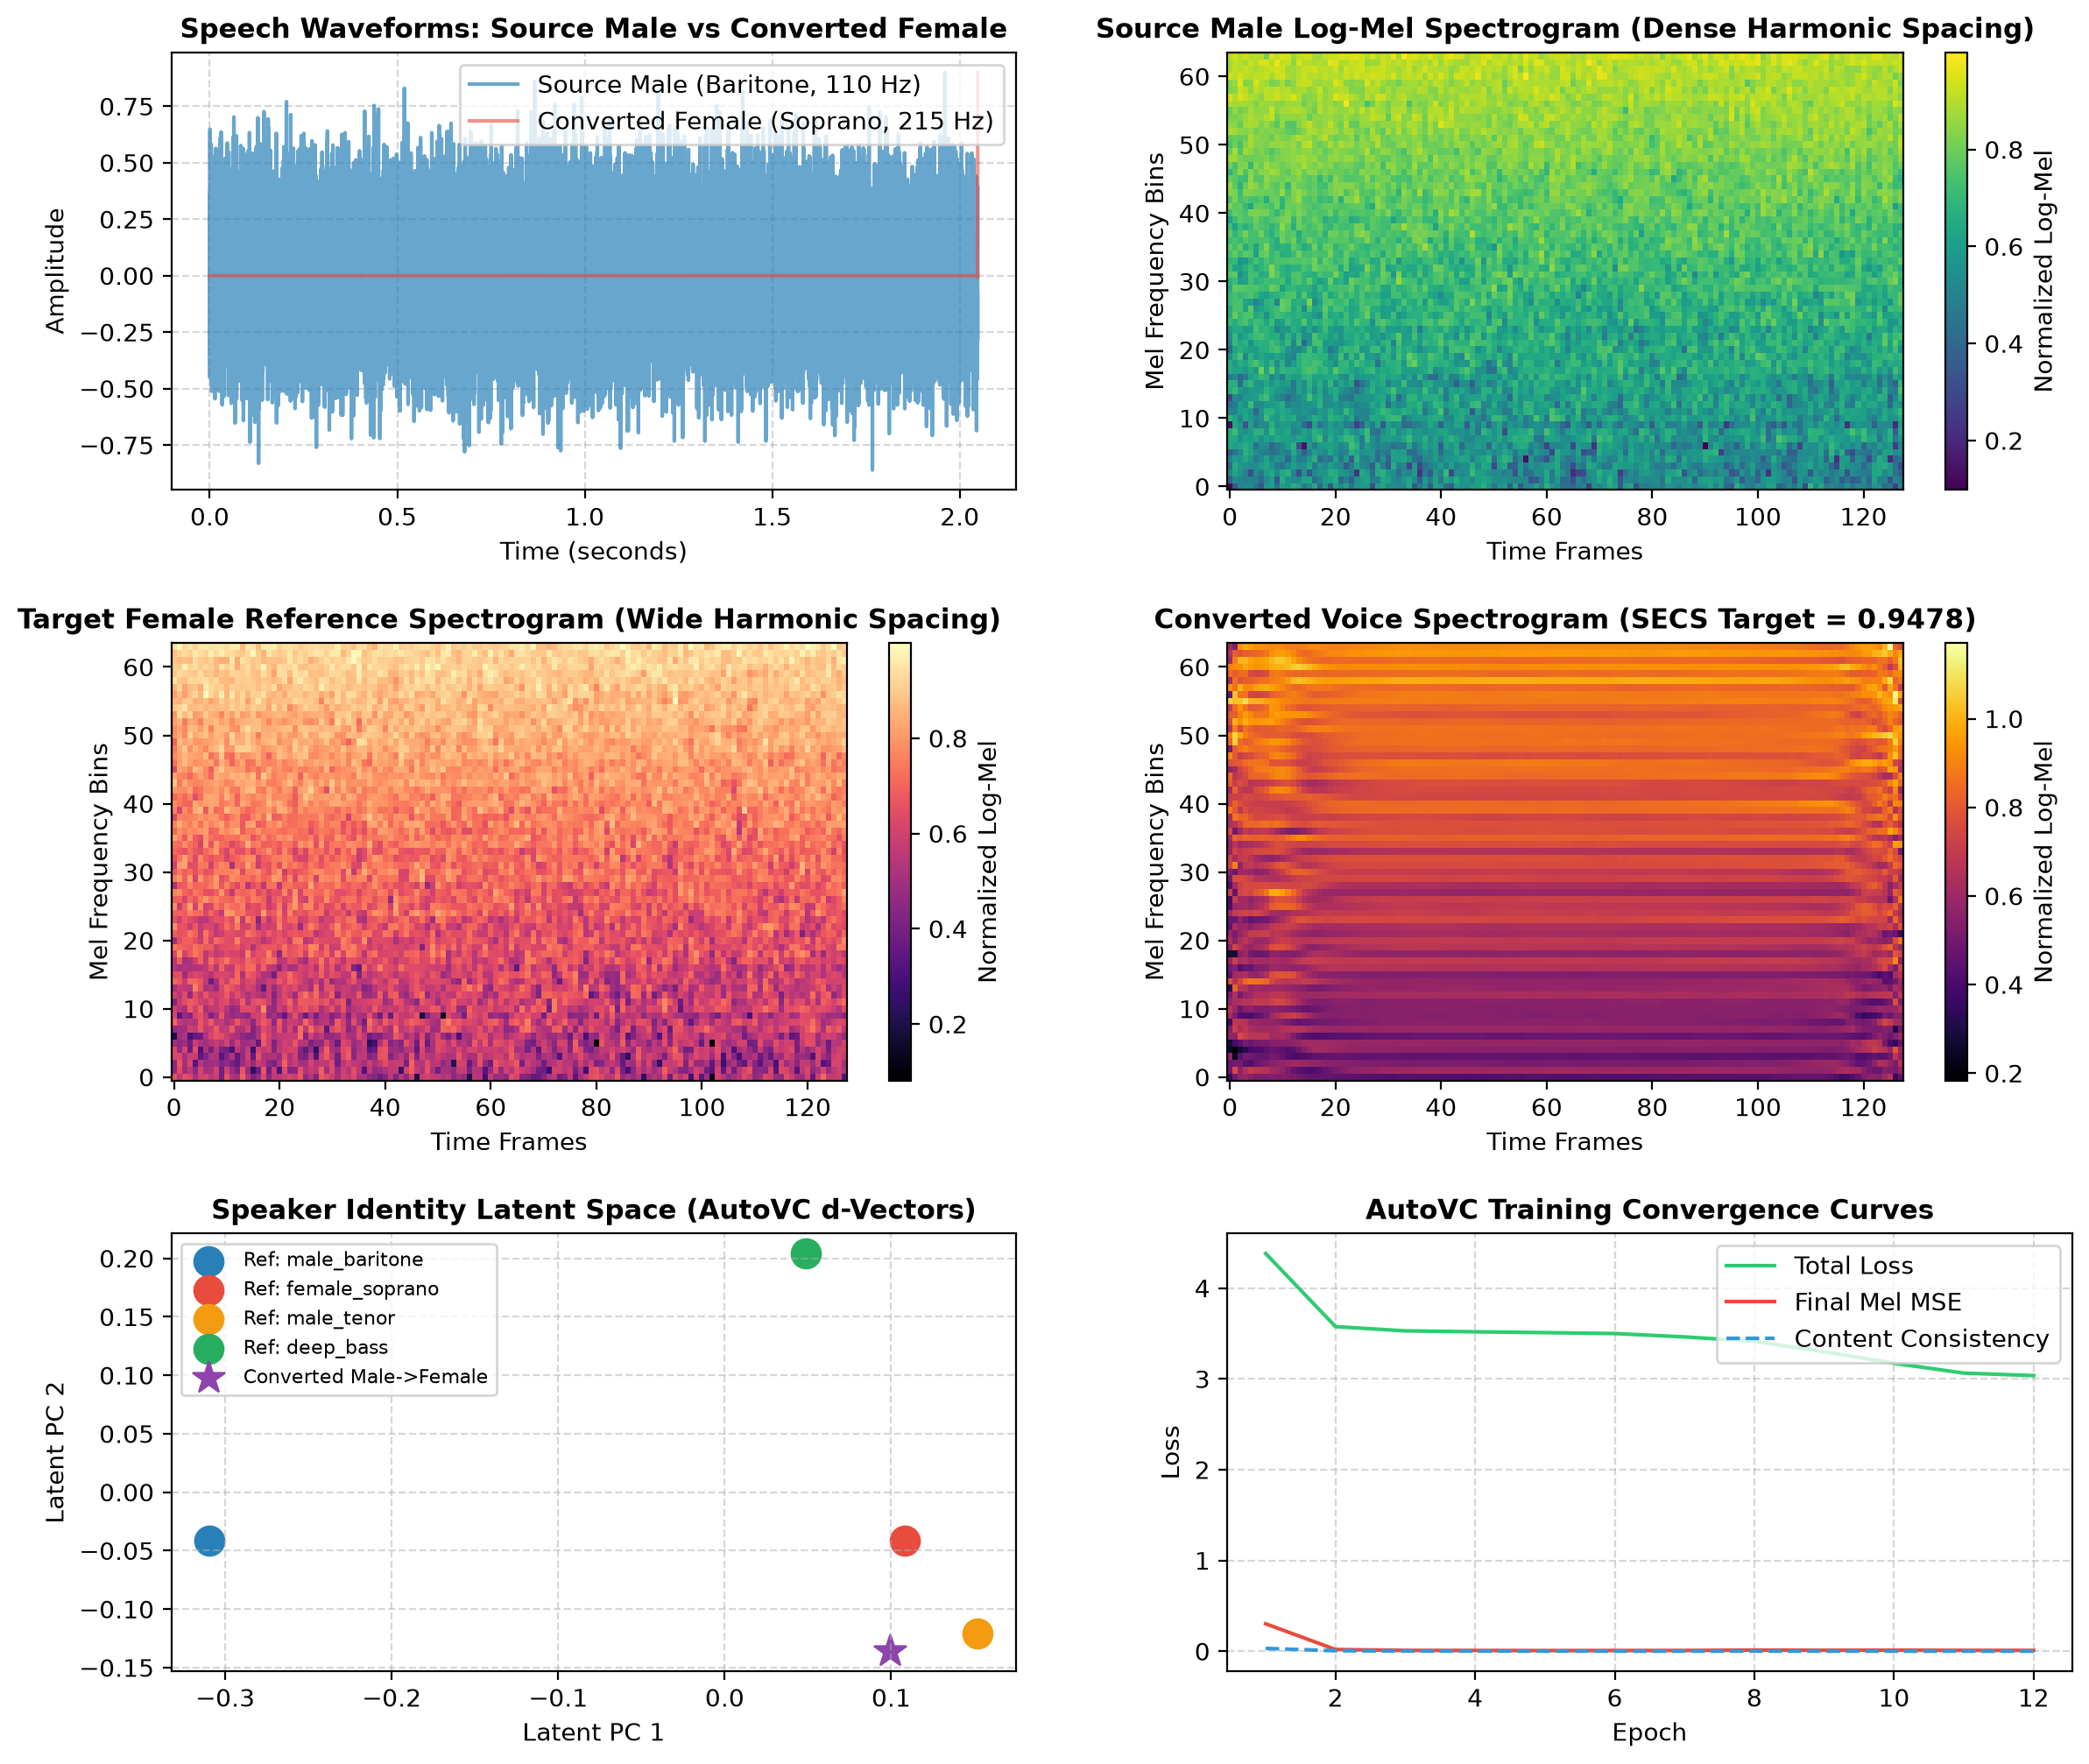 Speech Waveforms: Source Male vs Converted Female
Source Male (Baritone, 110 Hz)
Converted Female (Soprano, 215 Hz)
Amplitude
0.75
0.50
0.25
0.00
−0.25
−0.50
−0.75
0.0 0.5 1.0 1.5 2.0
Time (seconds)
Source Male Log-Mel Spectrogram (Dense Harmonic Spacing)
Mel Frequency Bins
60
50
40
30
20
10
0
0 20 40 60 80 100 120
Time Frames
0.8
0.6
0.4
0.2
Normalized Log-Mel
Target Female Reference Spectrogram (Wide Harmonic Spacing)
Mel Frequency Bins
60
50
40
30
20
10
0
0 20 40 60 80 100 120
Time Frames
0.8
0.6
0.4
0.2
Normalized Log-Mel
Converted Voice Spectrogram (SECS Target = 0.9478)
Mel Frequency Bins
60
50
40
30
20
10
0
0 20 40 60 80 100 120
Time Frames
1.0
0.8
0.6
0.4
0.2
Normalized Log-Mel
Speaker Identity Latent Space (AutoVC d-Vectors)
Ref: male_baritone
Ref: female_soprano
Ref: male_tenor
Ref: deep_bass
Converted Male->Female
Latent PC 2
0.20
0.15
0.10
0.05
0.00
−0.05
−0.10
−0.15
−0.3 −0.2 −0.1 0.0 0.1
Latent PC 1
AutoVC Training Convergence Curves
Total Loss
Final Mel MSE
Content Consistency
Loss
4
3
2
1
0
2 4 6 8 10 12
Epoch